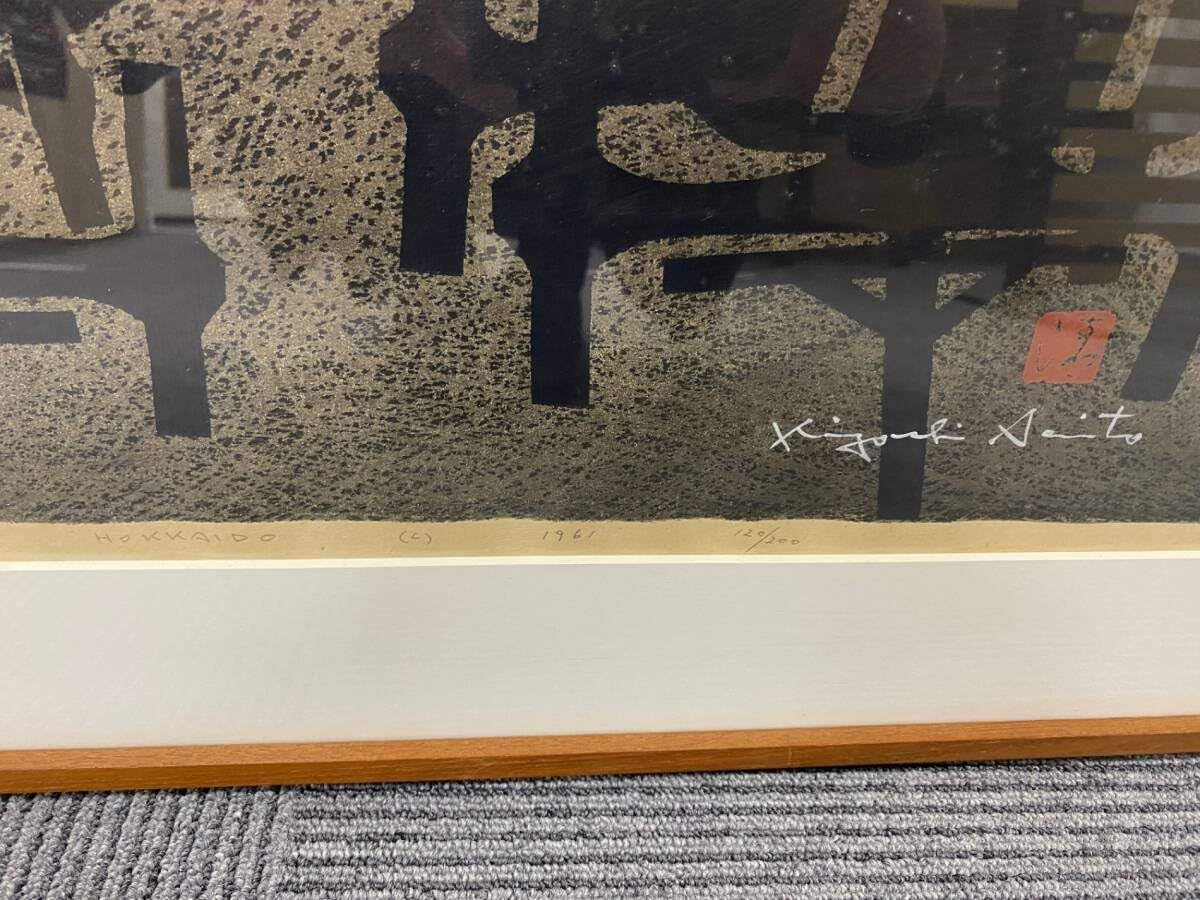 Kiyoshi Saito
HOKKAIDO (C) 1961 120/200